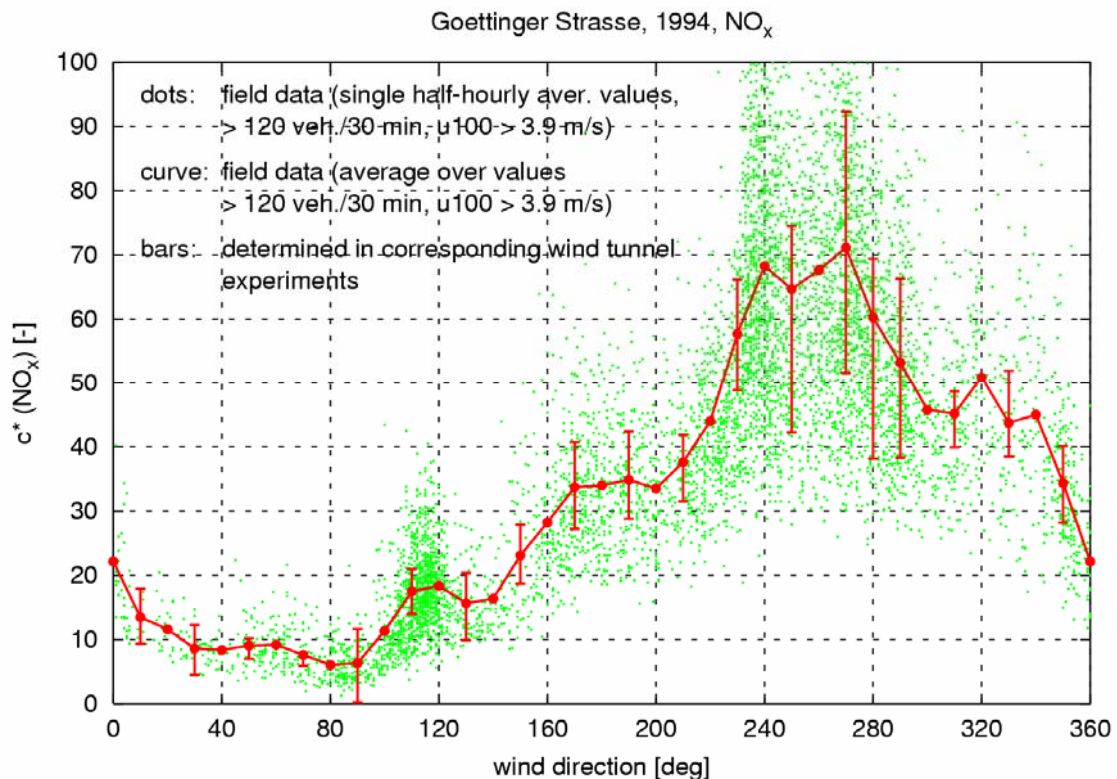 Goettinger Strasse, 1994, NOx
dots: field data (single half-hourly aver. values,
> 120 veh./30 min, u100 > 3.9 m/s)
curve: field data (average over values
> 120 veh./30 min, u100 > 3.9 m/s)
bars: determined in corresponding wind tunnel
experiments
c* (NOx) [-]
100
90
80
70
60
50
40
30
20
10
0
0 40 80 120 160 200 240 280 320 360
wind direction [deg]